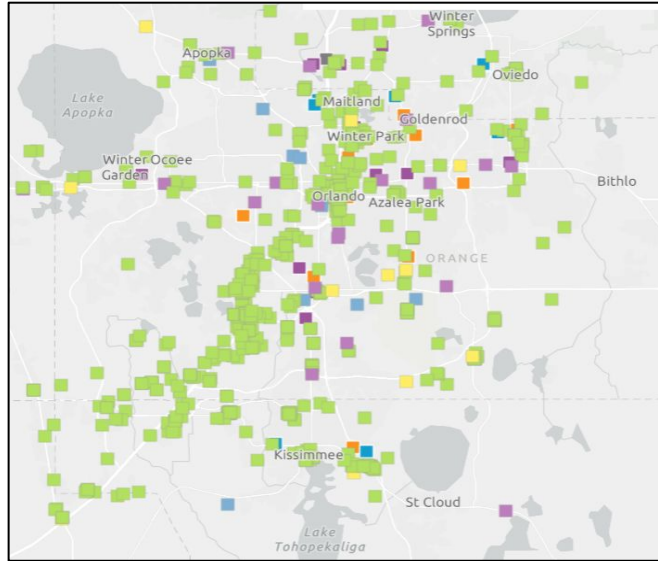 Winter
Springs
Apopka
Oviedo
Lake
Apopka
Maitland
Goldenrod
Winter Park
Winter Ocoee
Garden
Bithlo
Orlando
Azalea Park
ORANGE
Kissimmee
St Cloud
Lake
Tohopekaliga